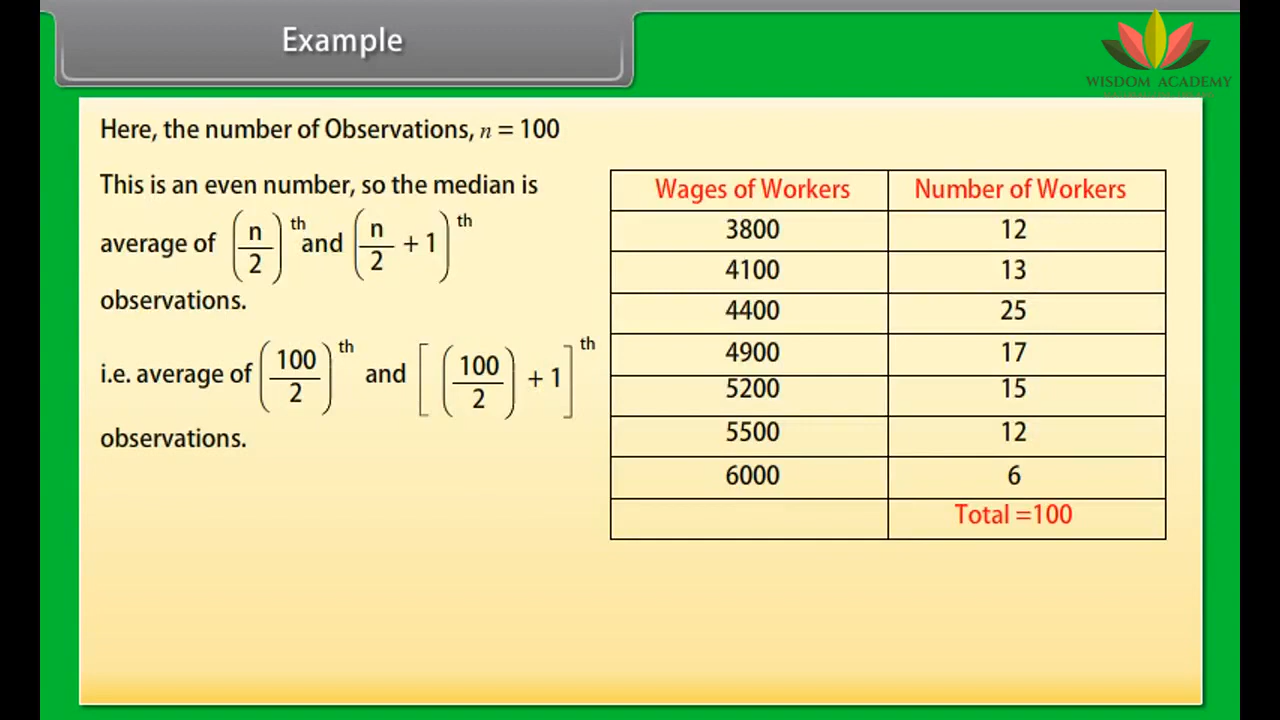 Example
WISDOM ACADEMY
Here, the number of Observations, n = 100
This is an even number, so the median is
average of (n/2)th and (n/2 + 1)th
observations.
i.e. average of (100/2)th and [(100/2) + 1]th
observations.
Wages of Workers Number of Workers
3800 12
4100 13
4400 25
4900 17
5200 15
5500 12
6000 6
Total =100